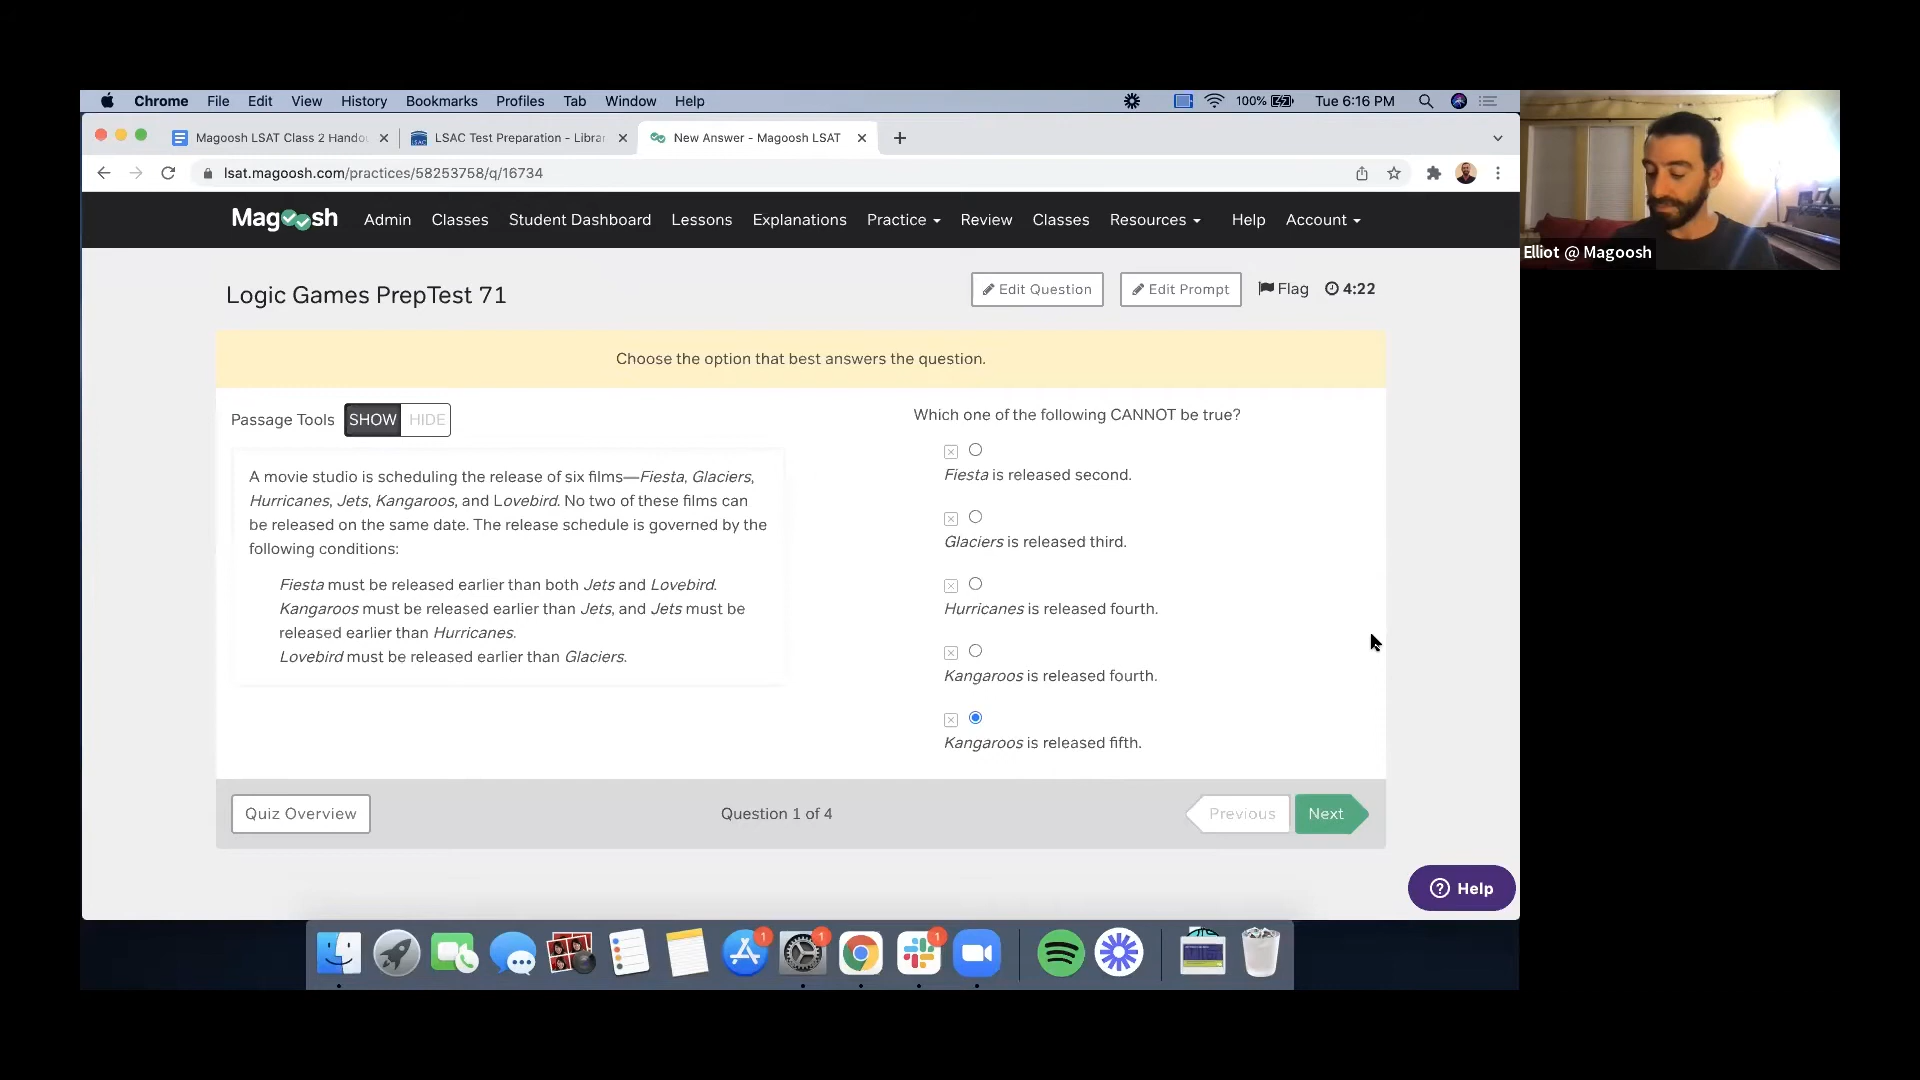 Chrome File Edit View History Bookmarks Profiles Tab Window Help 100% Tue 6:16 PM
Magoosh LSAT Class 2 Hando LSAC Test Preparation - Librar New Answer - Magoosh LSAT
lsat.magoosh.com/practices/58253758/q/16734
Magoosh Admin Classes Student Dashboard Lessons Explanations Practice Review Classes Resources Help Account
Elliot @ Magoosh
Logic Games PrepTest 71
Edit Question Edit Prompt Flag 4:22
Choose the option that best answers the question.
Passage Tools SHOW HIDE
A movie studio is scheduling the release of six films—Fiesta, Glaciers,
Hurricanes, Jets, Kangaroos, and Lovebird. No two of these films can
be released on the same date. The release schedule is governed by the
following conditions:
Fiesta must be released earlier than both Jets and Lovebird.
Kangaroos must be released earlier than Jets, and Jets must be
released earlier than Hurricanes.
Lovebird must be released earlier than Glaciers.
Which one of the following CANNOT be true?
Fiesta is released second.
Glaciers is released third.
Hurricanes is released fourth.
Kangaroos is released fourth.
Kangaroos is released fifth.
Quiz Overview Question 1 of 4 Previous Next
? Help
1 1 1